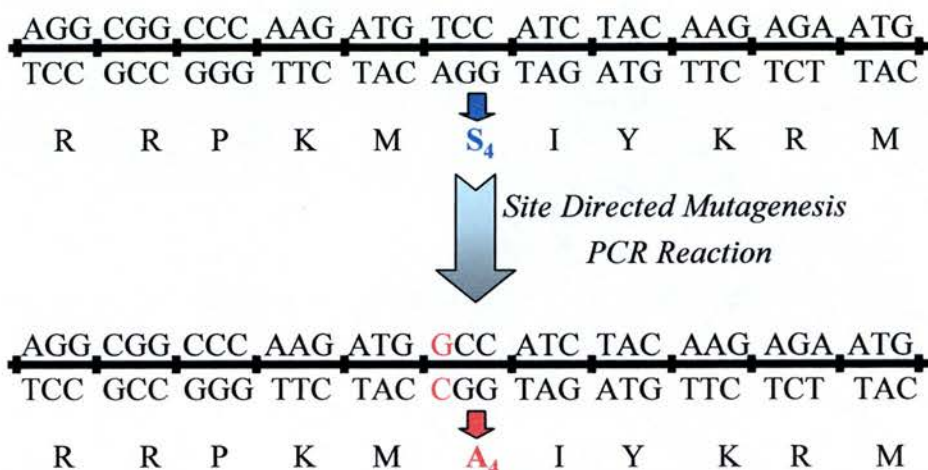 AGG CGG CCC AAG ATG TCC ATC TAC AAG AGA ATG
TCC GCC GGG TTC TAC AGG TAG ATG TTC TCT TAC
R R P K M S₄ I Y K R M
Site Directed Mutagenesis
PCR Reaction
AGG CGG CCC AAG ATG GCC ATC TAC AAG AGA ATG
TCC GCC GGG TTC TAC CGG TAG ATG TTC TCT TAC
R R P K M A₄ I Y K R M